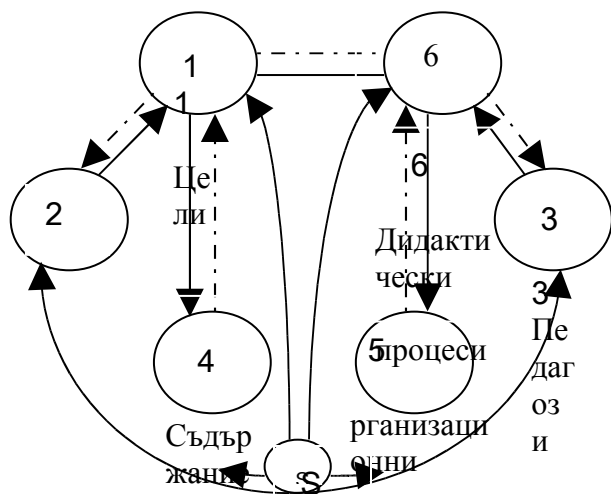 1
1
6
6
2
Це
ли
3
3
Дидакти
чески
процеси
4
5
Пе
даг
оз
и
Съдър
жание
рганизаци
онни
S
S